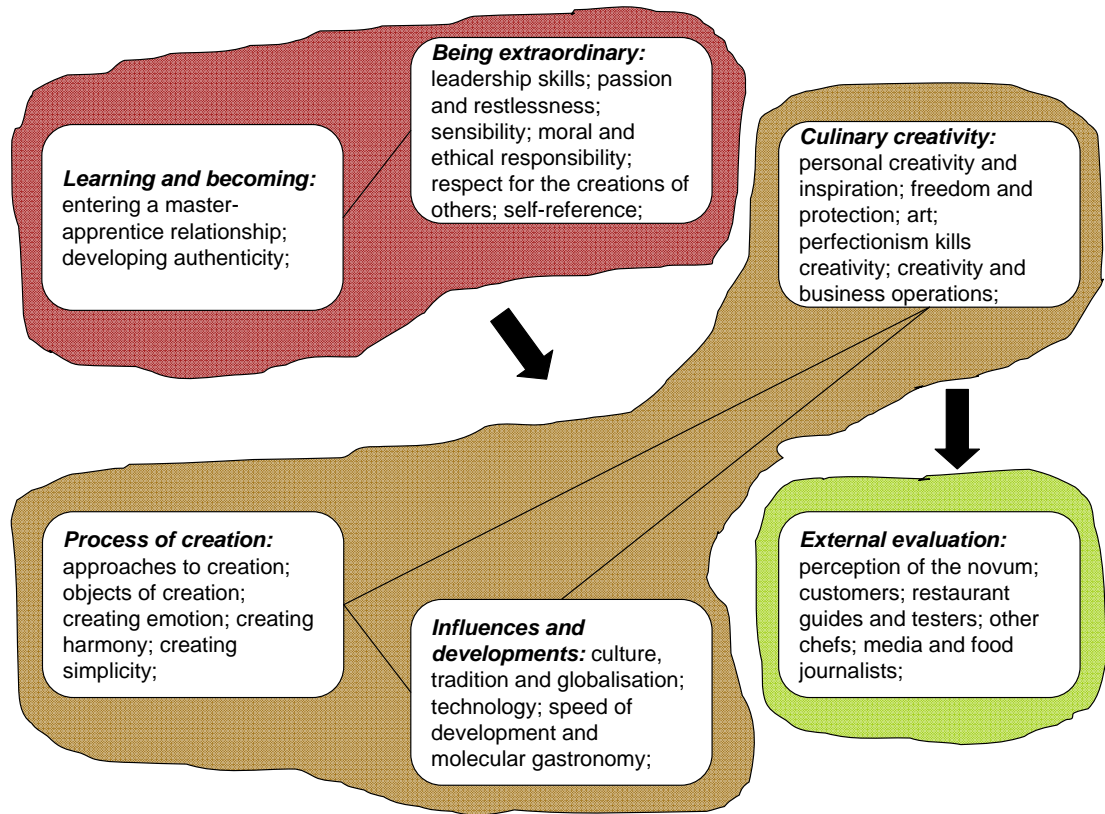 Being extraordinary:
leadership skills; passion
and restlessness;
sensibility; moral and
ethical responsibility;
respect for the creations of
others; self-reference;
Learning and becoming:
entering a master-
apprentice relationship;
developing authenticity;
Culinary creativity:
personal creativity and
inspiration; freedom and
protection; art;
perfectionism kills
creativity; creativity and
business operations;
Process of creation:
approaches to creation;
objects of creation;
creating emotion; creating
harmony; creating
simplicity;
Influences and
developments: culture,
tradition and globalisation;
technology; speed of
development and
molecular gastronomy;
External evaluation:
perception of the novum;
customers; restaurant
guides and testers; other
chefs; media and food
journalists;